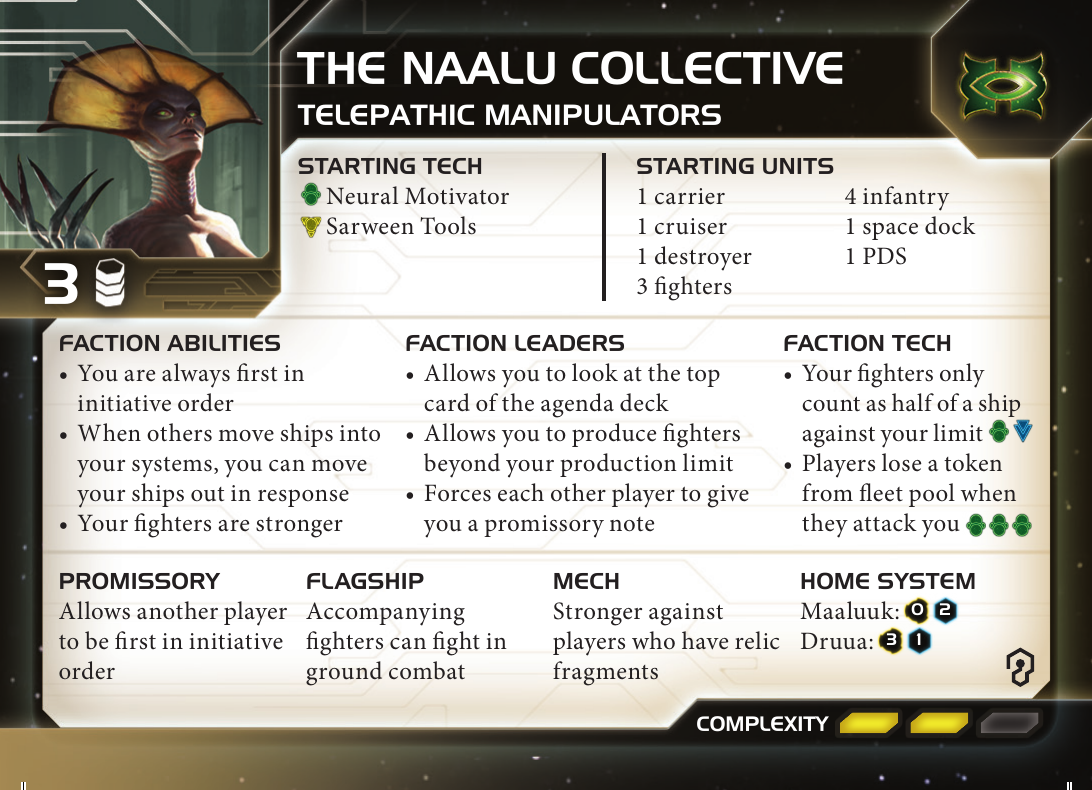 THE NAALU COLLECTIVE
TELEPATHIC MANIPULATORS
3
STARTING TECH
Neural Motivator
Sarween Tools
STARTING UNITS
1 carrier
1 cruiser
1 destroyer
3 fighters
4 infantry
1 space dock
1 PDS
FACTION ABILITIES
• You are always first in
initiative order
• When others move ships into
your systems, you can move
your ships out in response
• Your fighters are stronger
FACTION LEADERS
• Allows you to look at the top
card of the agenda deck
• Allows you to produce fighters
beyond your production limit
• Forces each other player to give
you a promissory note
FACTION TECH
• Your fighters only
count as half of a ship
against your limit
• Players lose a token
from fleet pool when
they attack you
PROMISSORY
Allows another player
to be first in initiative
order
FLAGSHIP
Accompanying
fighters can fight in
ground combat
MECH
Stronger against
players who have relic
fragments
HOME SYSTEM
Maaluuk: 0 2
Druua: 3 1
COMPLEXITY